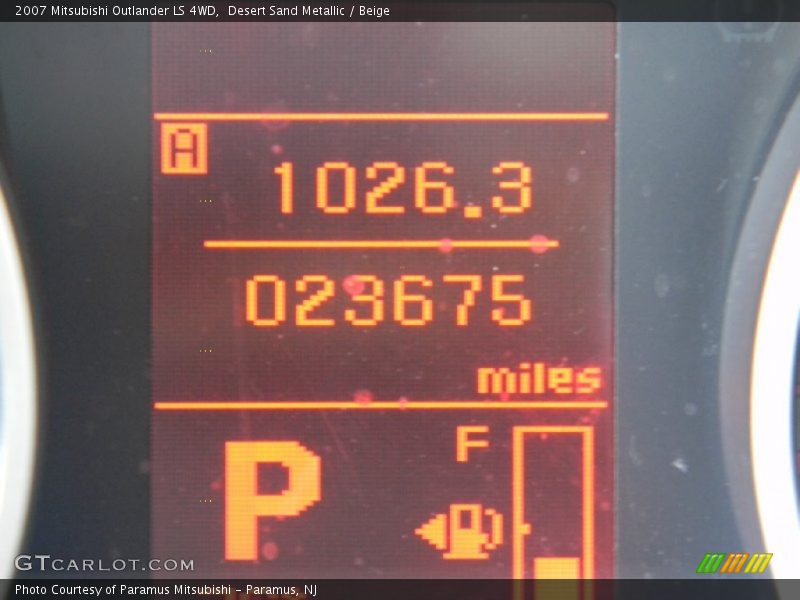 2007 Mitsubishi Outlander LS 4WD,  Desert Sand Metallic / Beige
A
1026.3
023675
miles
P
F
GTCARLOT.COM
Photo Courtesy of Paramus Mitsubishi - Paramus, NJ